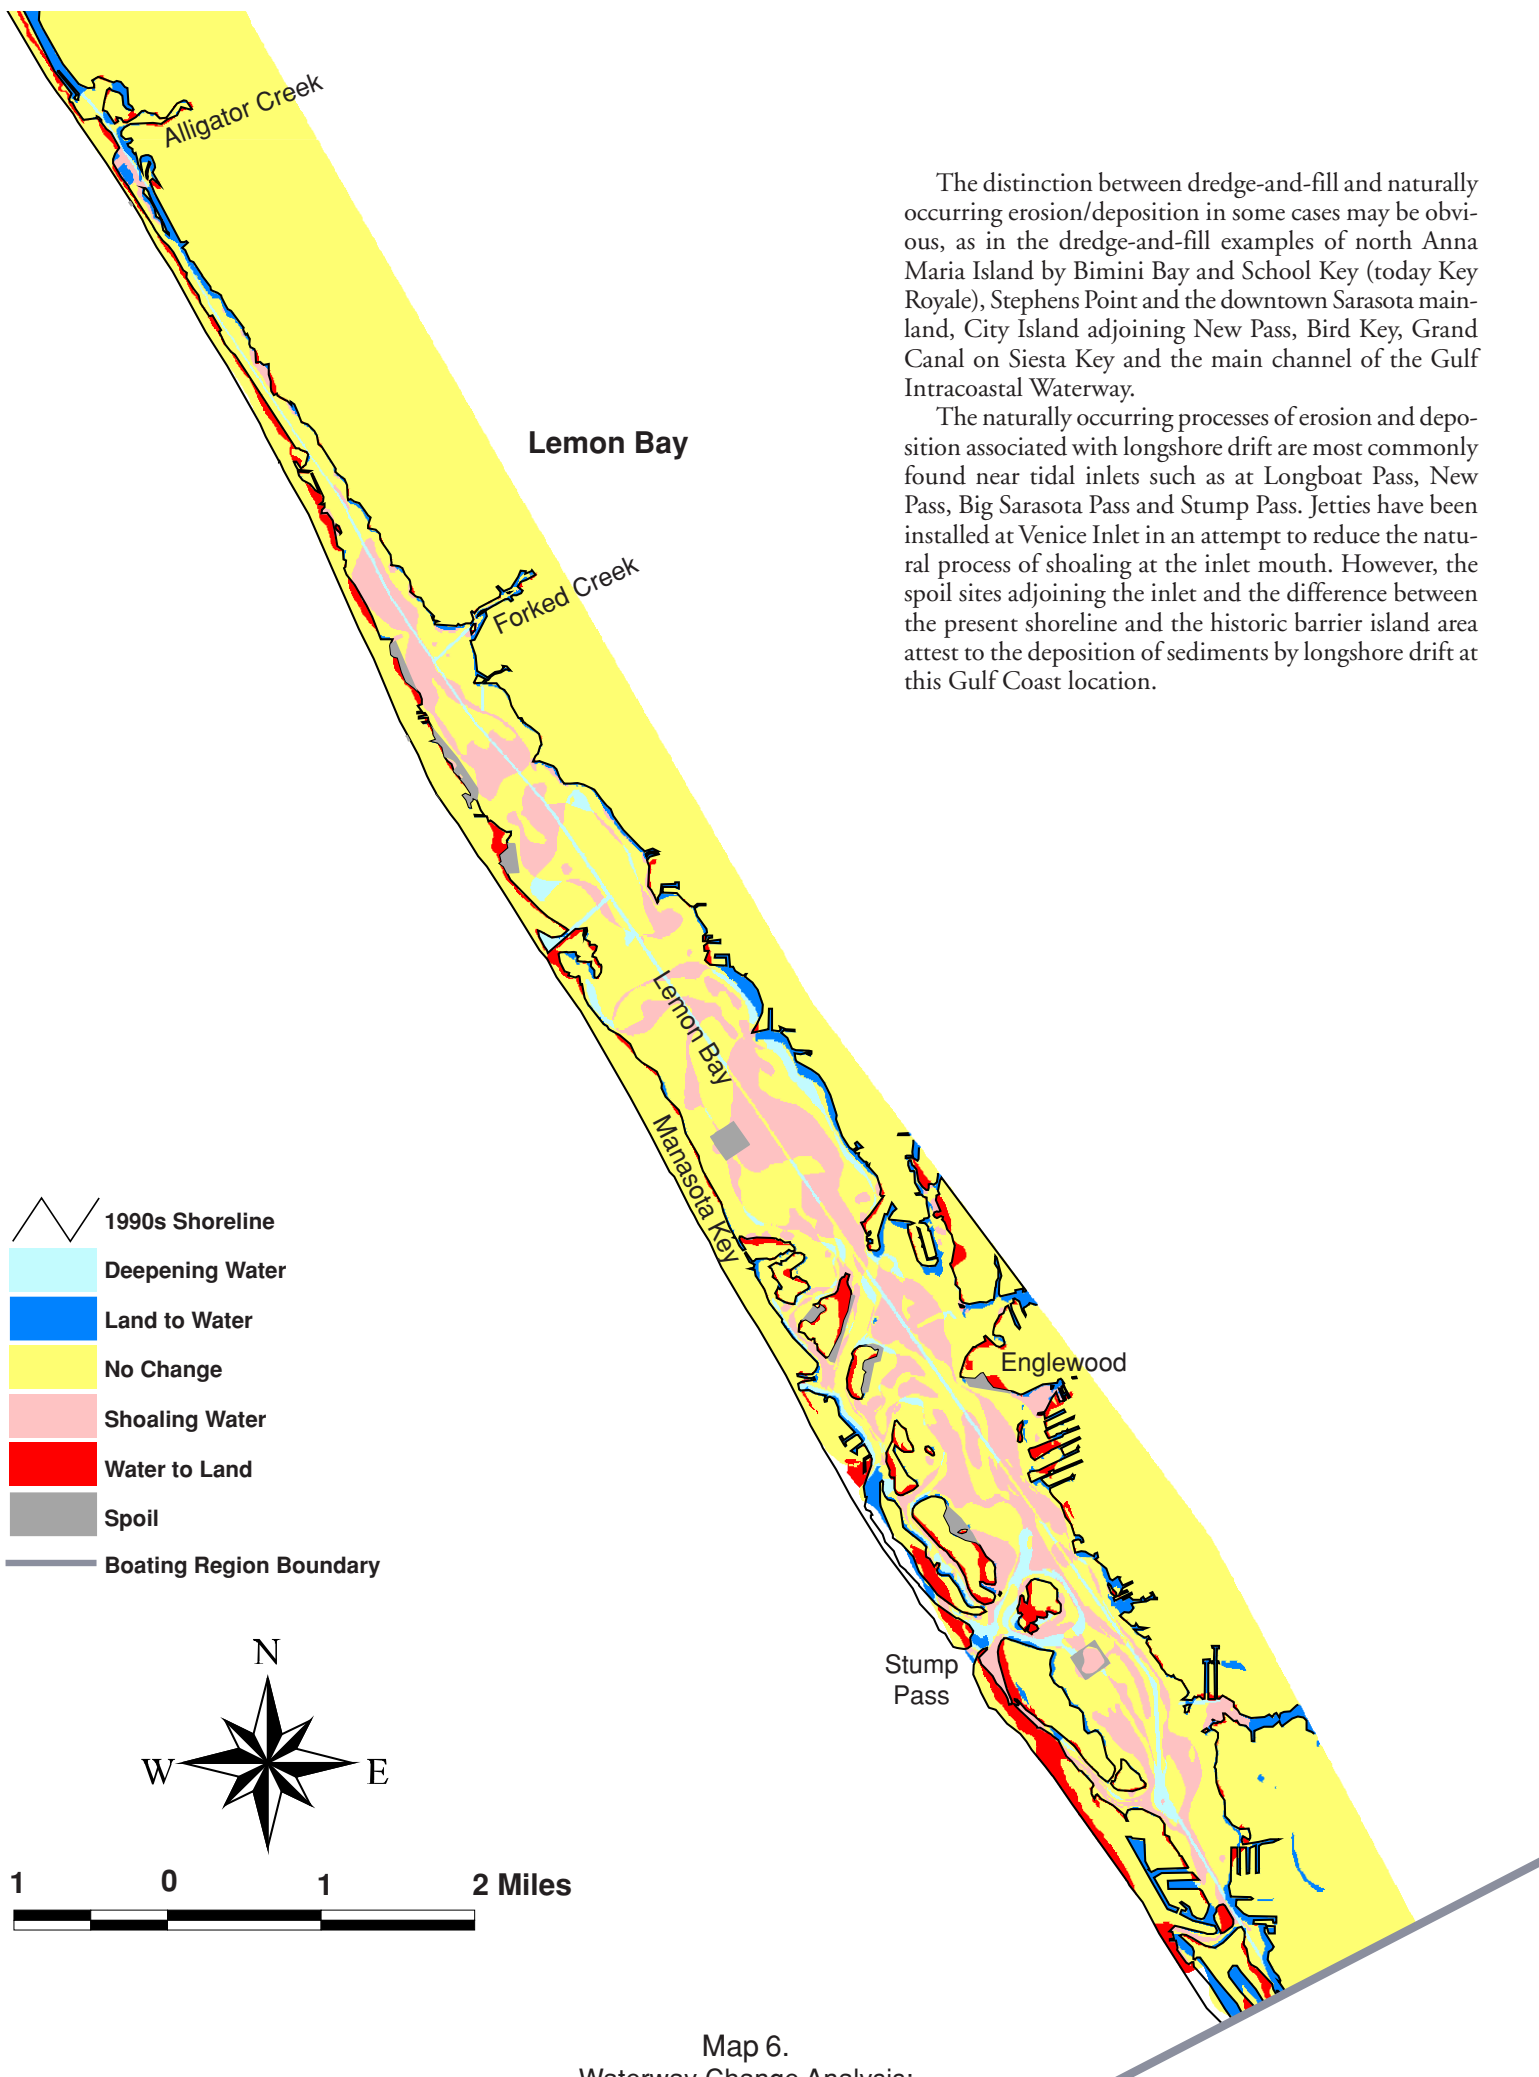 Alligator Creek
The distinction between dredge-and-fill and naturally
occurring erosion/deposition in some cases may be obvi-
ous, as in the dredge-and-fill examples of north Anna
Maria Island by Bimini Bay and School Key (today Key
Royale), Stephens Point and the downtown Sarasota main-
land, City Island adjoining New Pass, Bird Key, Grand
Canal on Siesta Key and the main channel of the Gulf
Intracoastal Waterway.
The naturally occurring processes of erosion and depo-
sition associated with longshore drift are most commonly
found near tidal inlets such as at Longboat Pass, New
Pass, Big Sarasota Pass and Stump Pass. Jetties have been
installed at Venice Inlet in an attempt to reduce the natu-
ral process of shoaling at the inlet mouth. However, the
spoil sites adjoining the inlet and the difference between
the present shoreline and the historic barrier island area
attest to the deposition of sediments by longshore drift at
this Gulf Coast location.
Lemon Bay
Forked Creek
Lemon Bay
Manasota Key
Englewood
Stump
Pass
1990s Shoreline
Deepening Water
Land to Water
No Change
Shoaling Water
Water to Land
Spoil
Boating Region Boundary
N
W E
1 0 1 2 Miles
Map 6.
Waterway Change Analysis: